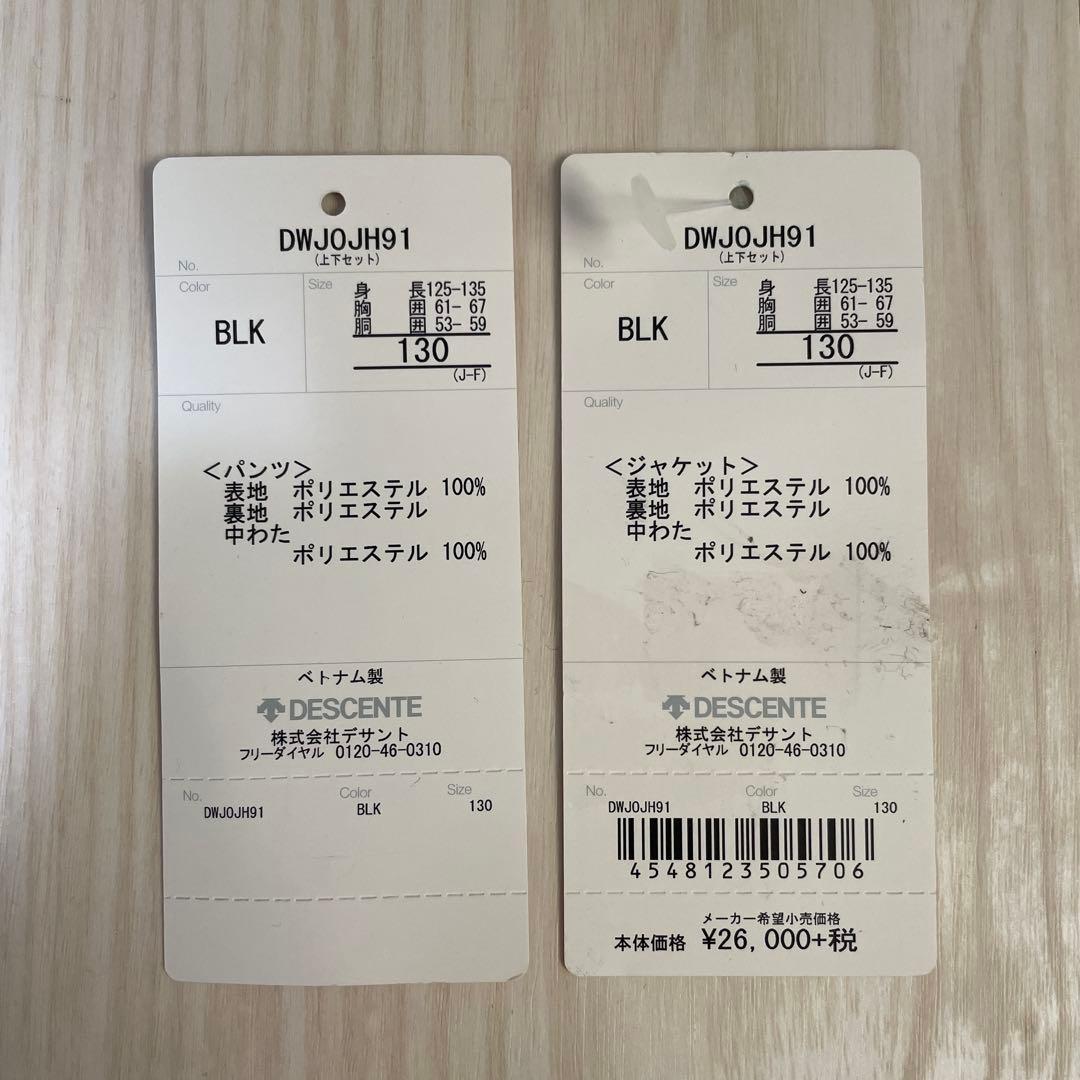 DWJOJH91
(上下セット)
No.
Color
BLK
Size
身 長125-135
胸 囲 61- 67
胴 囲 53- 59
130
(J-F)
Quality
<パンツ>
表地 ポリエステル 100%
裏地 ポリエステル
中わた
ポリエステル 100%
ベトナム製
DESCENTE
株式会社デサント
フリーダイヤル 0120-46-0310
No. Color Size
DWJOJH91 BLK 130
DWJOJH91
(上下セット)
No.
Color
BLK
Size
身 長125-135
胸 囲 61- 67
胴 囲 53- 59
130
(J-F)
Quality
<ジャケット>
表地 ポリエステル 100%
裏地 ポリエステル
中わた
ポリエステル 100%
ベトナム製
DESCENTE
株式会社デサント
フリーダイヤル 0120-46-0310
No. Color Size
DWJOJH91 BLK 130
4548123505706
メーカー希望小売価格
本体価格 ¥26,000+税